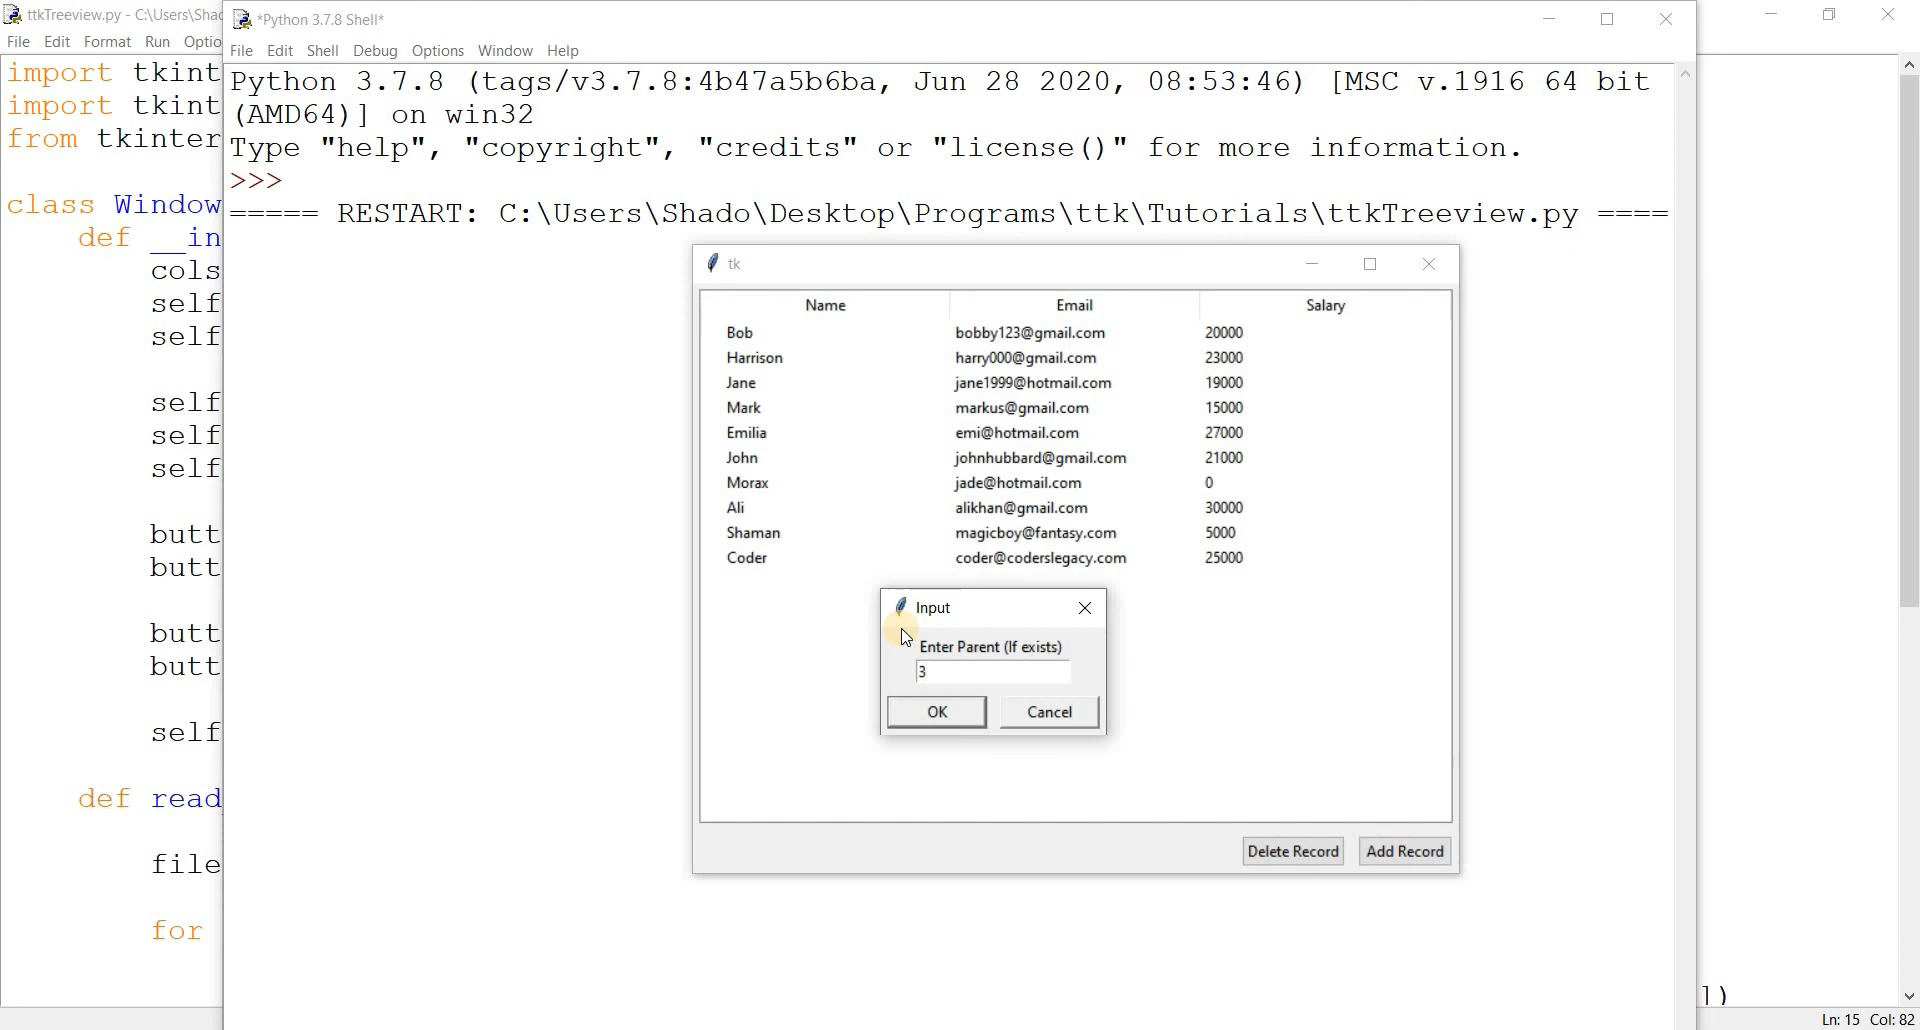 ttkTreeview.py - C:\Users\Shad
File Edit Format Run Optio
import tkint
import tkint
from tkinter
class Window
def __in
cols
self
self
self
self
self
butt
butt
butt
butt
self
def read
file
for
*Python 3.7.8 Shell*
File Edit Shell Debug Options Window Help
Python 3.7.8 (tags/v3.7.8:4b47a5b6ba, Jun 28 2020, 08:53:46) [MSC v.1916 64 bit
(AMD64)] on win32
Type "help", "copyright", "credits" or "license()" for more information.
>>>
===== RESTART: C:\Users\Shado\Desktop\Programs\ttk\Tutorials\ttkTreeview.py ====
tk
Name Email Salary
Bob bobby123@gmail.com 20000
Harrison harry000@gmail.com 23000
Jane jane1999@hotmail.com 19000
Mark markus@gmail.com 15000
Emilia emi@hotmail.com 27000
John johnhubbard@gmail.com 21000
Morax jade@hotmail.com 0
Ali alikhan@gmail.com 30000
Shaman magicboy@fantasy.com 5000
Coder coder@coderslegacy.com 25000
Input
Enter Parent (If exists)
3
OK Cancel
Delete Record Add Record
])
Ln: 15 Col: 82